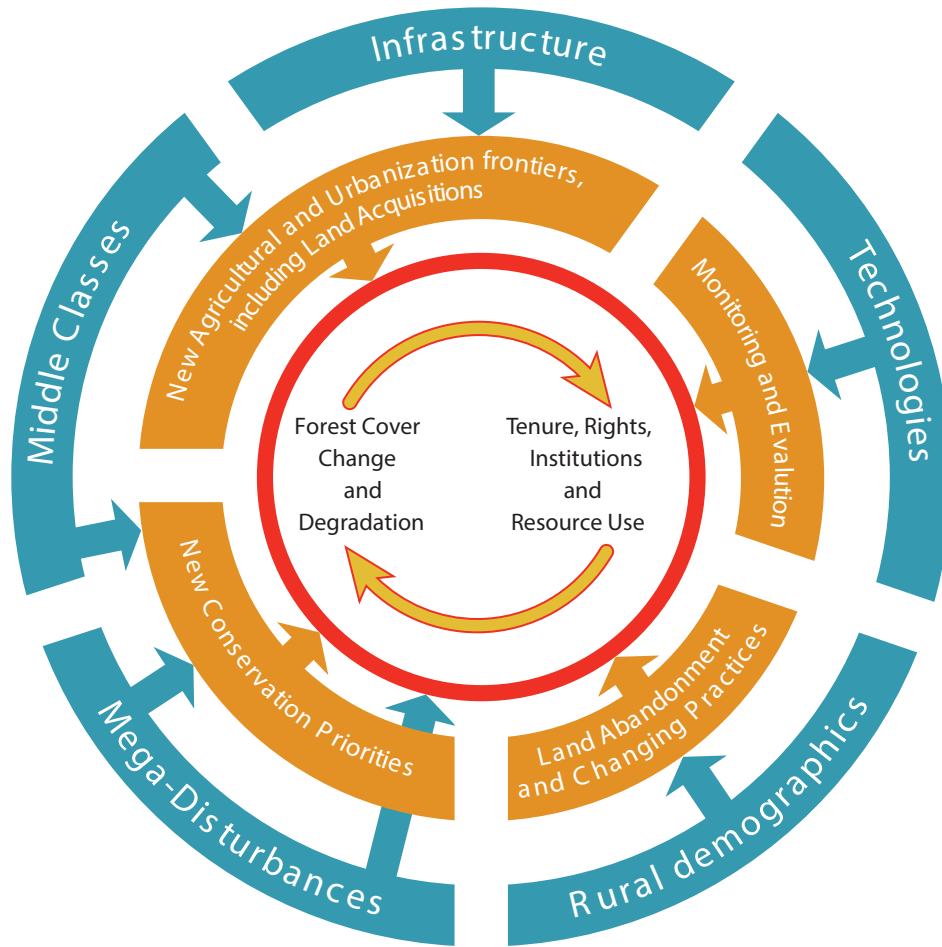 Infrastructure
Technologies
Rural demographics
Mega-Disturbances
Middle Classes
New Agricultural and Urbanization frontiers,
including Land Acquisitions
Monitoring and Evalution
Land Abandonment
and Changing Practices
New Conservation Priorities
Forest Cover
Change
and
Degradation
Tenure, Rights,
Institutions
and
Resource Use